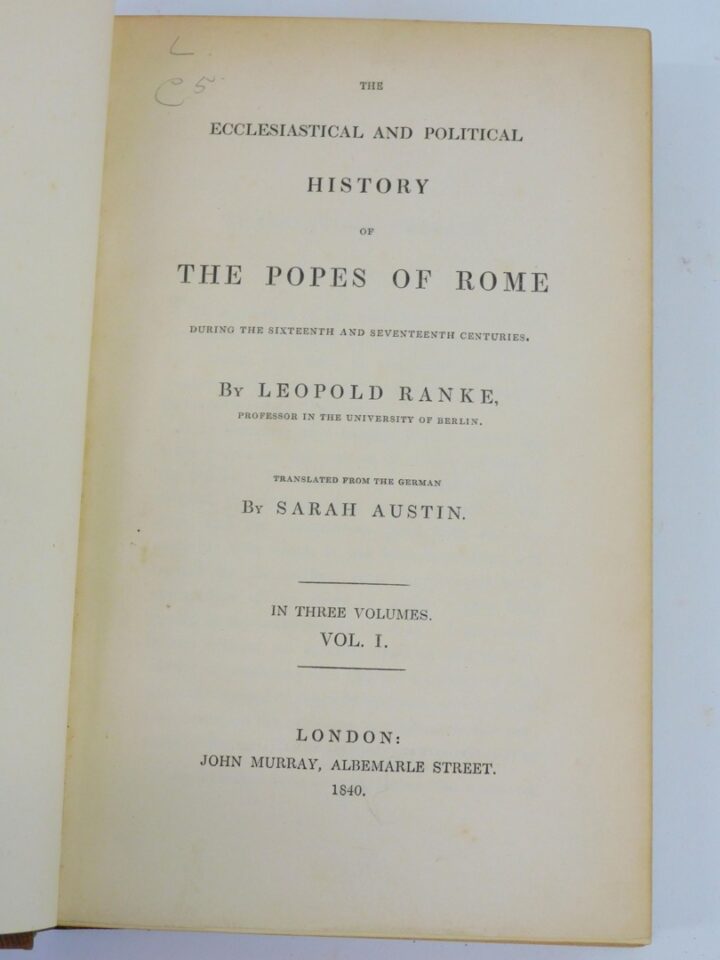 L.
C5
THE
ECCLESIASTICAL AND POLITICAL
HISTORY
OF
THE POPES OF ROME
DURING THE SIXTEENTH AND SEVENTEENTH CENTURIES.
By LEOPOLD RANKE,
PROFESSOR IN THE UNIVERSITY OF BERLIN.
TRANSLATED FROM THE GERMAN
By SARAH AUSTIN.
IN THREE VOLUMES.
VOL. I.
LONDON:
JOHN MURRAY, ALBEMARLE STREET.
1840.